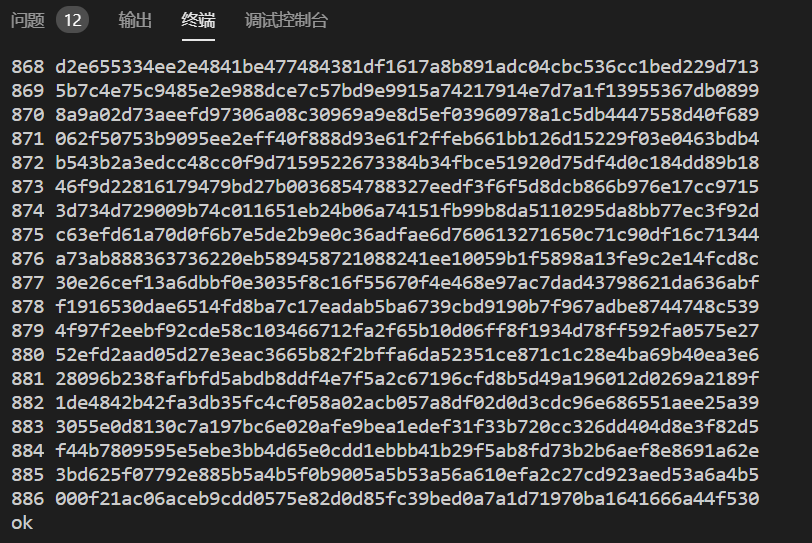 问题 12 输出 终端 调试控制台
868 d2e655334ee2e4841be477484381df1617a8b891adc04cbc536cc1bed229d713
869 5b7c4e75c9485e2e988dce7c57bd9e9915a74217914e7d7a1f13955367db0899
870 8a9a02d73aeefd97306a08c30969a9e8d5ef03960978a1c5db4447558d40f689
871 062f50753b9095ee2eff40f888d93e61f2ffeb661bb126d15229f03e0463bdb4
872 b543b2a3edcc48cc0f9d7159522673384b34fbce51920d75df4d0c184dd89b18
873 46f9d22816179479bd27b0036854788327eedf3f6f5d8dcb866b976e17cc9715
874 3d734d729009b74c011651eb24b06a74151fb99b8da5110295da8bb77ec3f92d
875 c63efd61a70d0f6b7e5de2b9e0c36adfae6d760613271650c71c90df16c71344
876 a73ab888363736220eb589458721088241ee10059b1f5898a13fe9c2e14fcd8c
877 30e26cef13a6dbbf0e3035f8c16f55670f4e468e97ac7dad43798621da636abf
878 f1916530dae6514fd8ba7c17eadab5ba6739cbd9190b7f967adbe8744748c539
879 4f97f2eebf92cde58c103466712fa2f65b10d06ff8f1934d78ff592fa0575e27
880 52efd2aad05d27e3eac3665b82f2bffa6da52351ce871c1c28e4ba69b40ea3e6
881 28096b238fafbfd5abdb8ddf4e7f5a2c67196cfd8b5d49a196012d0269a2189f
882 1de4842b42fa3db35fc4cf058a02acb057a8df02d0d3cdc96e686551aee25a39
883 3055e0d8130c7a197bc6e020afe9bea1edef31f33b720cc326dd404d8e3f82d5
884 f44b7809595e5ebe3bb4d65e0cdd1ebbb41b29f5ab8fd73b2b6aef8e8691a62e
885 3bd625f07792e885b5a4b5f0b9005a5b53a56a610efa2c27cd923aed53a6a4b5
886 000f21ac06aceb9cdd0575e82d0d85fc39bed0a7a1d71970ba1641666a44f530
ok